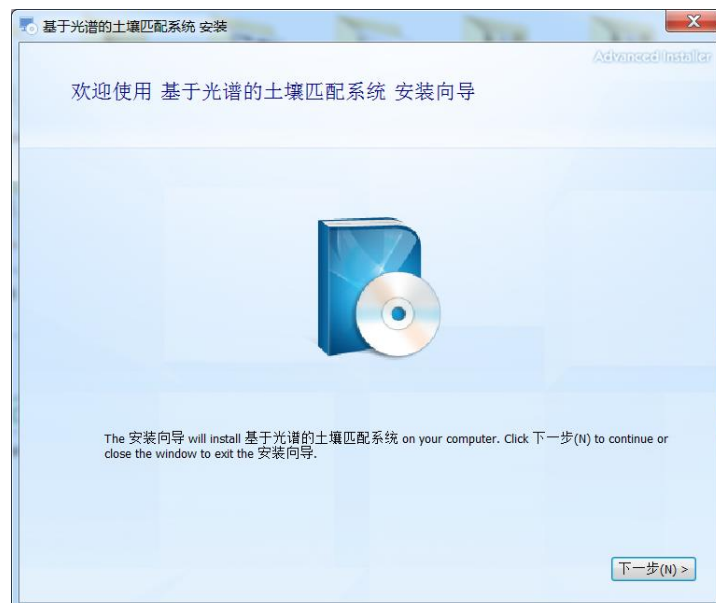 基于光谱的土壤匹配系统 安装
Advanced Installer
欢迎使用 基于光谱的土壤匹配系统 安装向导
The 安装向导 will install 基于光谱的土壤匹配系统 on your computer. Click 下一步(N) to continue or
close the window to exit the 安装向导.
下一步(N) >